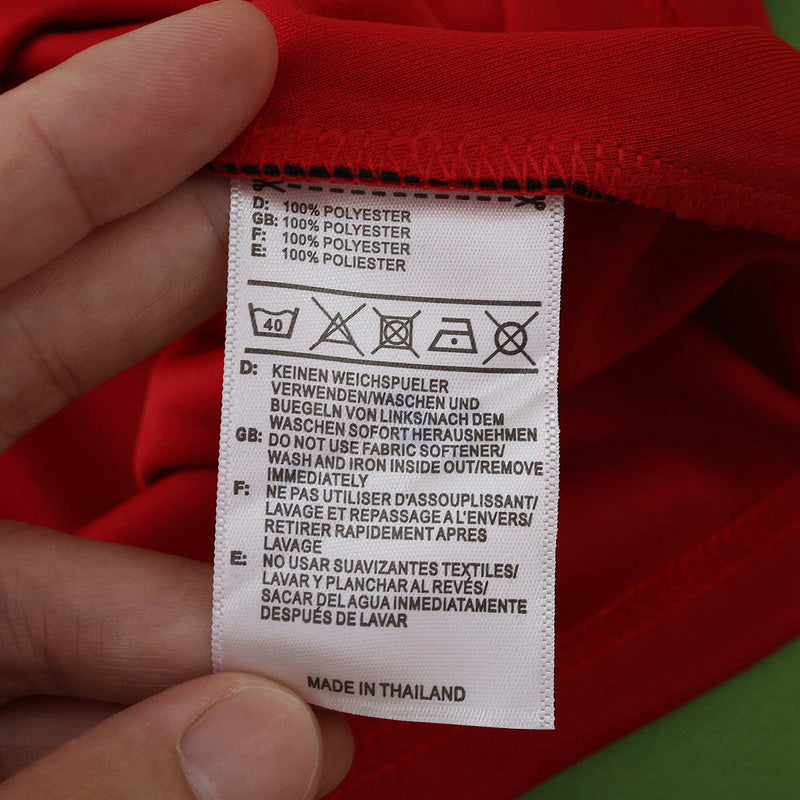 D: 100% POLYESTER
GB: 100% POLYESTER
F: 100% POLYESTER
E: 100% POLIESTER
40
D: KEINEN WEICHSPUELER
VERWENDEN/WASCHEN UND
BUEGELN VON LINKS/NACH DEM
WASCHEN SOFORT HERAUSNEHMEN
GB: DO NOT USE FABRIC SOFTENER/
WASH AND IRON INSIDE OUT/REMOVE
IMMEDIATELY
F: NE PAS UTILISER D'ASSOUPLISSANT/
LAVAGE ET REPASSAGE A L'ENVERS/
RETIRER RAPIDEMENT APRES
LAVAGE
E: NO USAR SUAVIZANTES TEXTILES/
LAVAR Y PLANCHAR AL REVÉS/
SACAR DEL AGUA INMEDIATAMENTE
DESPUÉS DE LAVAR
MADE IN THAILAND